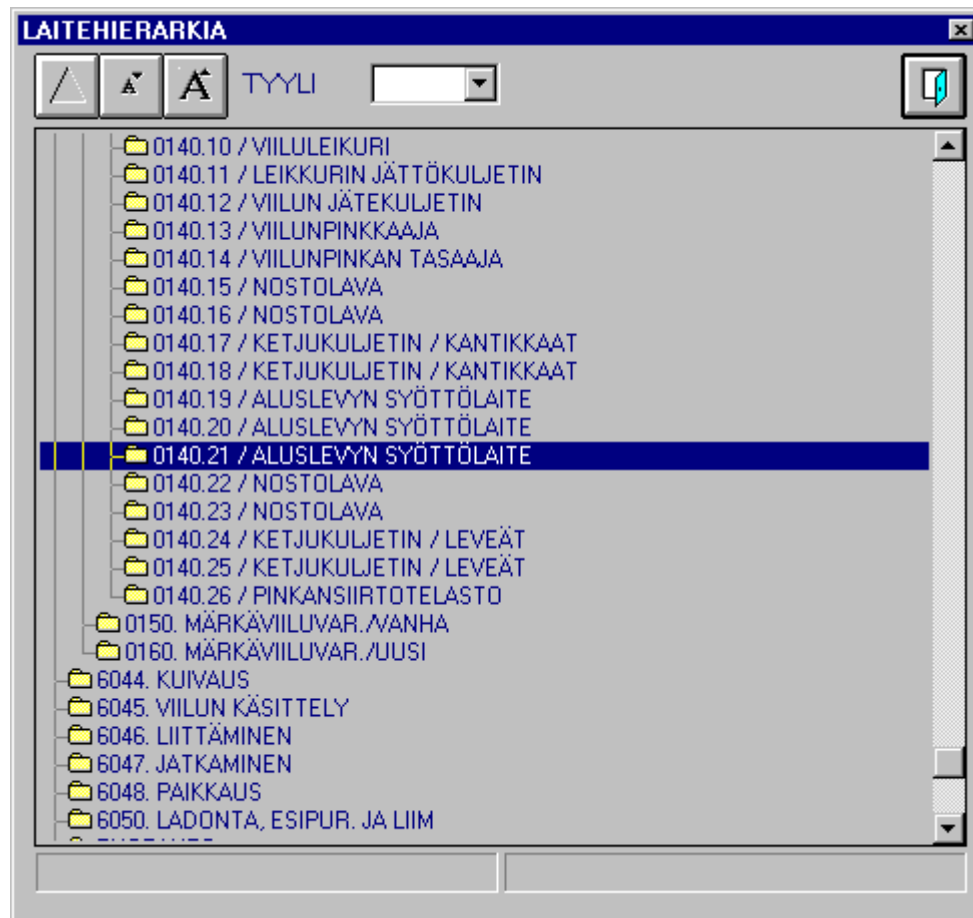 LAITEHIERARKIA
A A TYYLI
0140.10 / VIILULEIKURI
0140.11 / LEIKKURIN JÄTTÖKULJETIN
0140.12 / VIILUN JÄTEKULJETIN
0140.13 / VIILUNPINKKAAJA
0140.14 / VIILUNPINKAN TASAAJA
0140.15 / NOSTOLAVA
0140.16 / NOSTOLAVA
0140.17 / KETJUKULJETIN / KANTIKKAAT
0140.18 / KETJUKULJETIN / KANTIKKAAT
0140.19 / ALUSLEVYN SYÖTTÖLAITE
0140.20 / ALUSLEVYN SYÖTTÖLAITE
0140.21 / ALUSLEVYN SYÖTTÖLAITE
0140.22 / NOSTOLAVA
0140.23 / NOSTOLAVA
0140.24 / KETJUKULJETIN / LEVEÄT
0140.25 / KETJUKULJETIN / LEVEÄT
0140.26 / PINKANSIIRTOTELASTO
0150. MÄRKÄVIILUVAR./VANHA
0160. MÄRKÄVIILUVAR./UUSI
6044. KUIVAUS
6045. VIILUN KÄSITTELY
6046. LIITTÄMINEN
6047. JATKAMINEN
6048. PAIKKAUS
6050. LADONTA, ESIPUR. JA LIIM